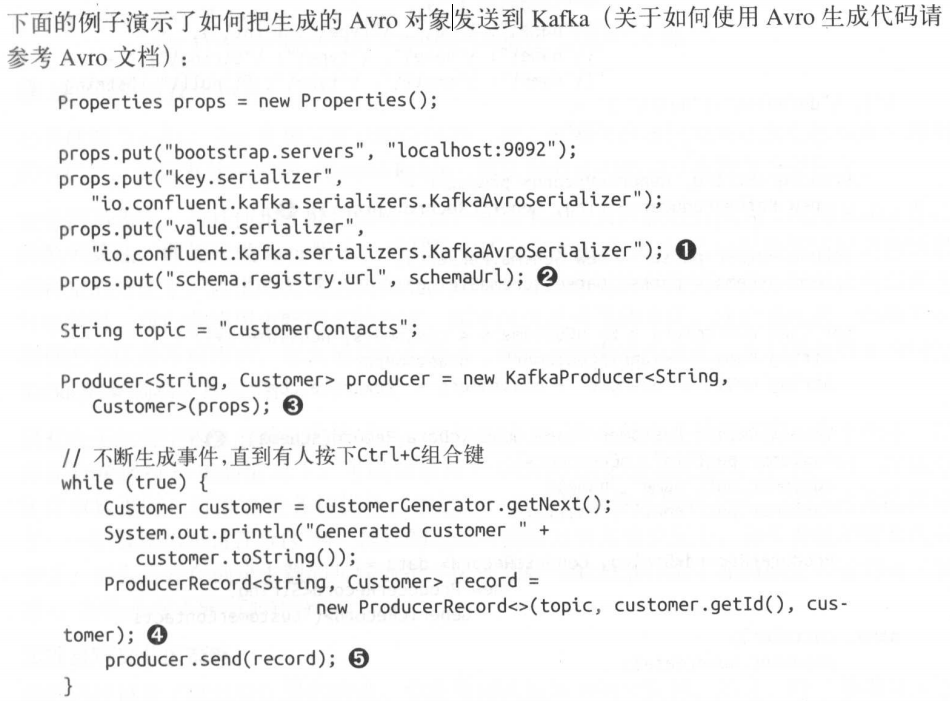 下面的例子演示了如何把生成的 Avro 对象发送到 Kafka（关于如何使用 Avro 生成代码请
参考 Avro 文档）：
Properties props = new Properties();
props.put("bootstrap.servers", "localhost:9092");
props.put("key.serializer",
"io.confluent.kafka.serializers.KafkaAvroSerializer");
props.put("value.serializer",
"io.confluent.kafka.serializers.KafkaAvroSerializer"); ❶
props.put("schema.registry.url", schemaUrl); ❷
String topic = "customerContacts";
Producer<String, Customer> producer = new KafkaProducer<String,
Customer>(props); ❸
// 不断生成事件,直到有人按下Ctrl+C组合键
while (true) {
Customer customer = CustomerGenerator.getNext();
System.out.println("Generated customer " +
customer.toString());
ProducerRecord<String, Customer> record =
new ProducerRecord<>(topic, customer.getId(), cus-
tomer); ❹
producer.send(record); ❺
}